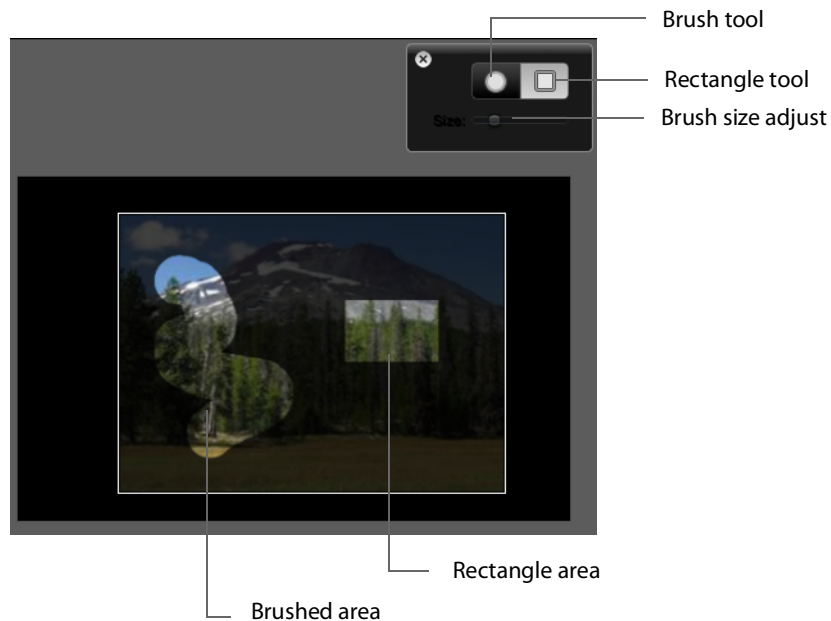 Brush tool
Rectangle tool
Size:
Brush size adjust
Rectangle area
Brushed area